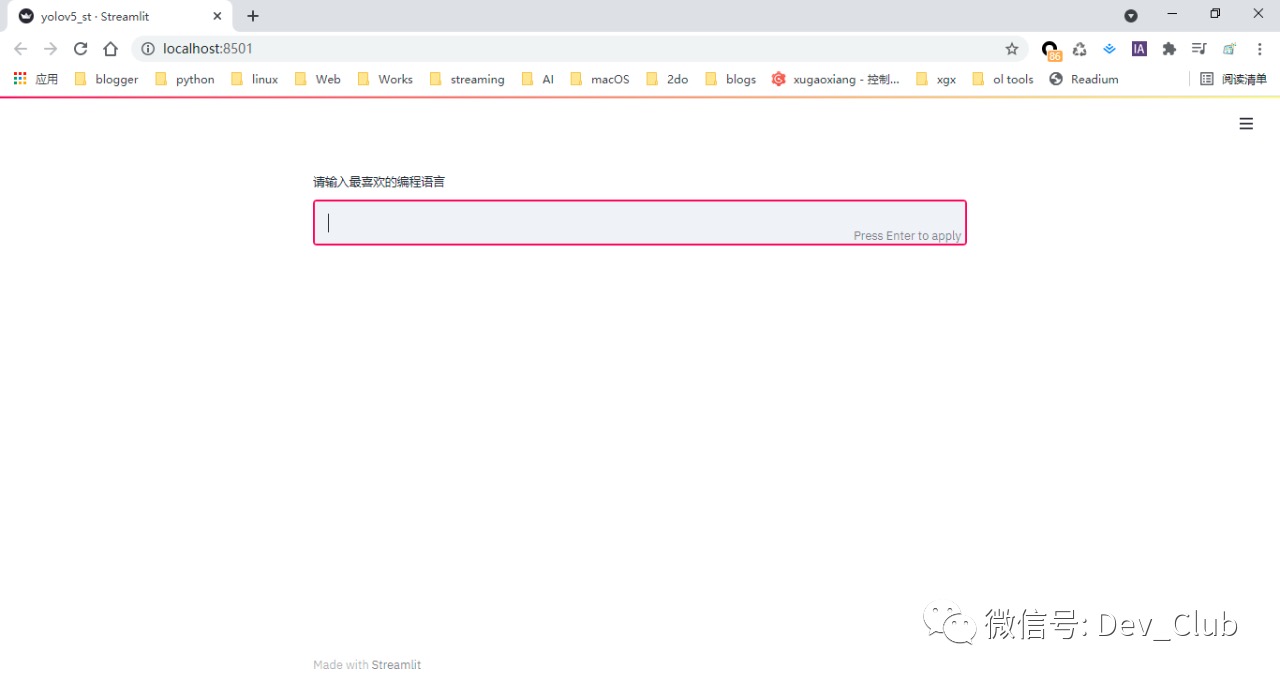 yolov5_st · Streamlit
localhost:8501
86
IA
应用 blogger python linux Web Works streaming AI macOS 2do blogs xugaoxiang - 控制... xgx ol tools Readium 阅读清单
请输入最喜欢的编程语言
Press Enter to apply
微信号: Dev_Club
Made with Streamlit